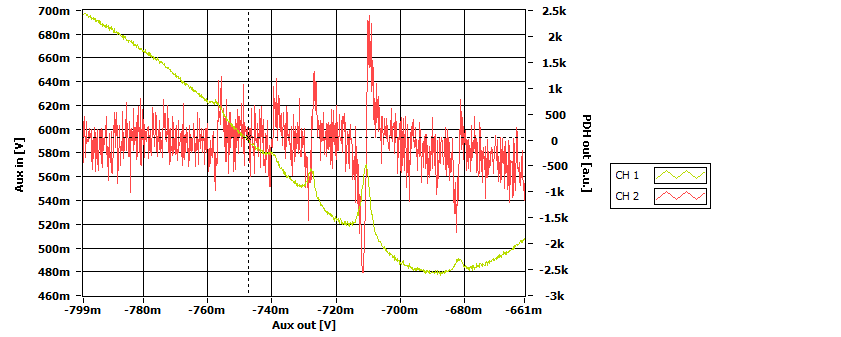 700m
680m
660m
640m
620m
600m
580m
560m
540m
520m
500m
480m
460m
Aux in [V]
2.5k
2k
1.5k
1k
500
0
-500
-1k
-1.5k
-2k
-2.5k
-3k
PDH out [a.u.]
-799m -780m -760m -740m -720m -700m -680m -661m
Aux out [V]
CH 1
CH 2